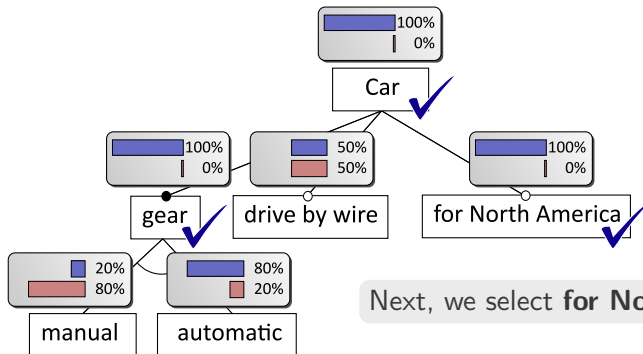 100%
0%
Car
100%
0%
50%
50%
100%
0%
gear
drive by wire
for North America
20%
80%
80%
20%
Next, we select for No
manual
automatic